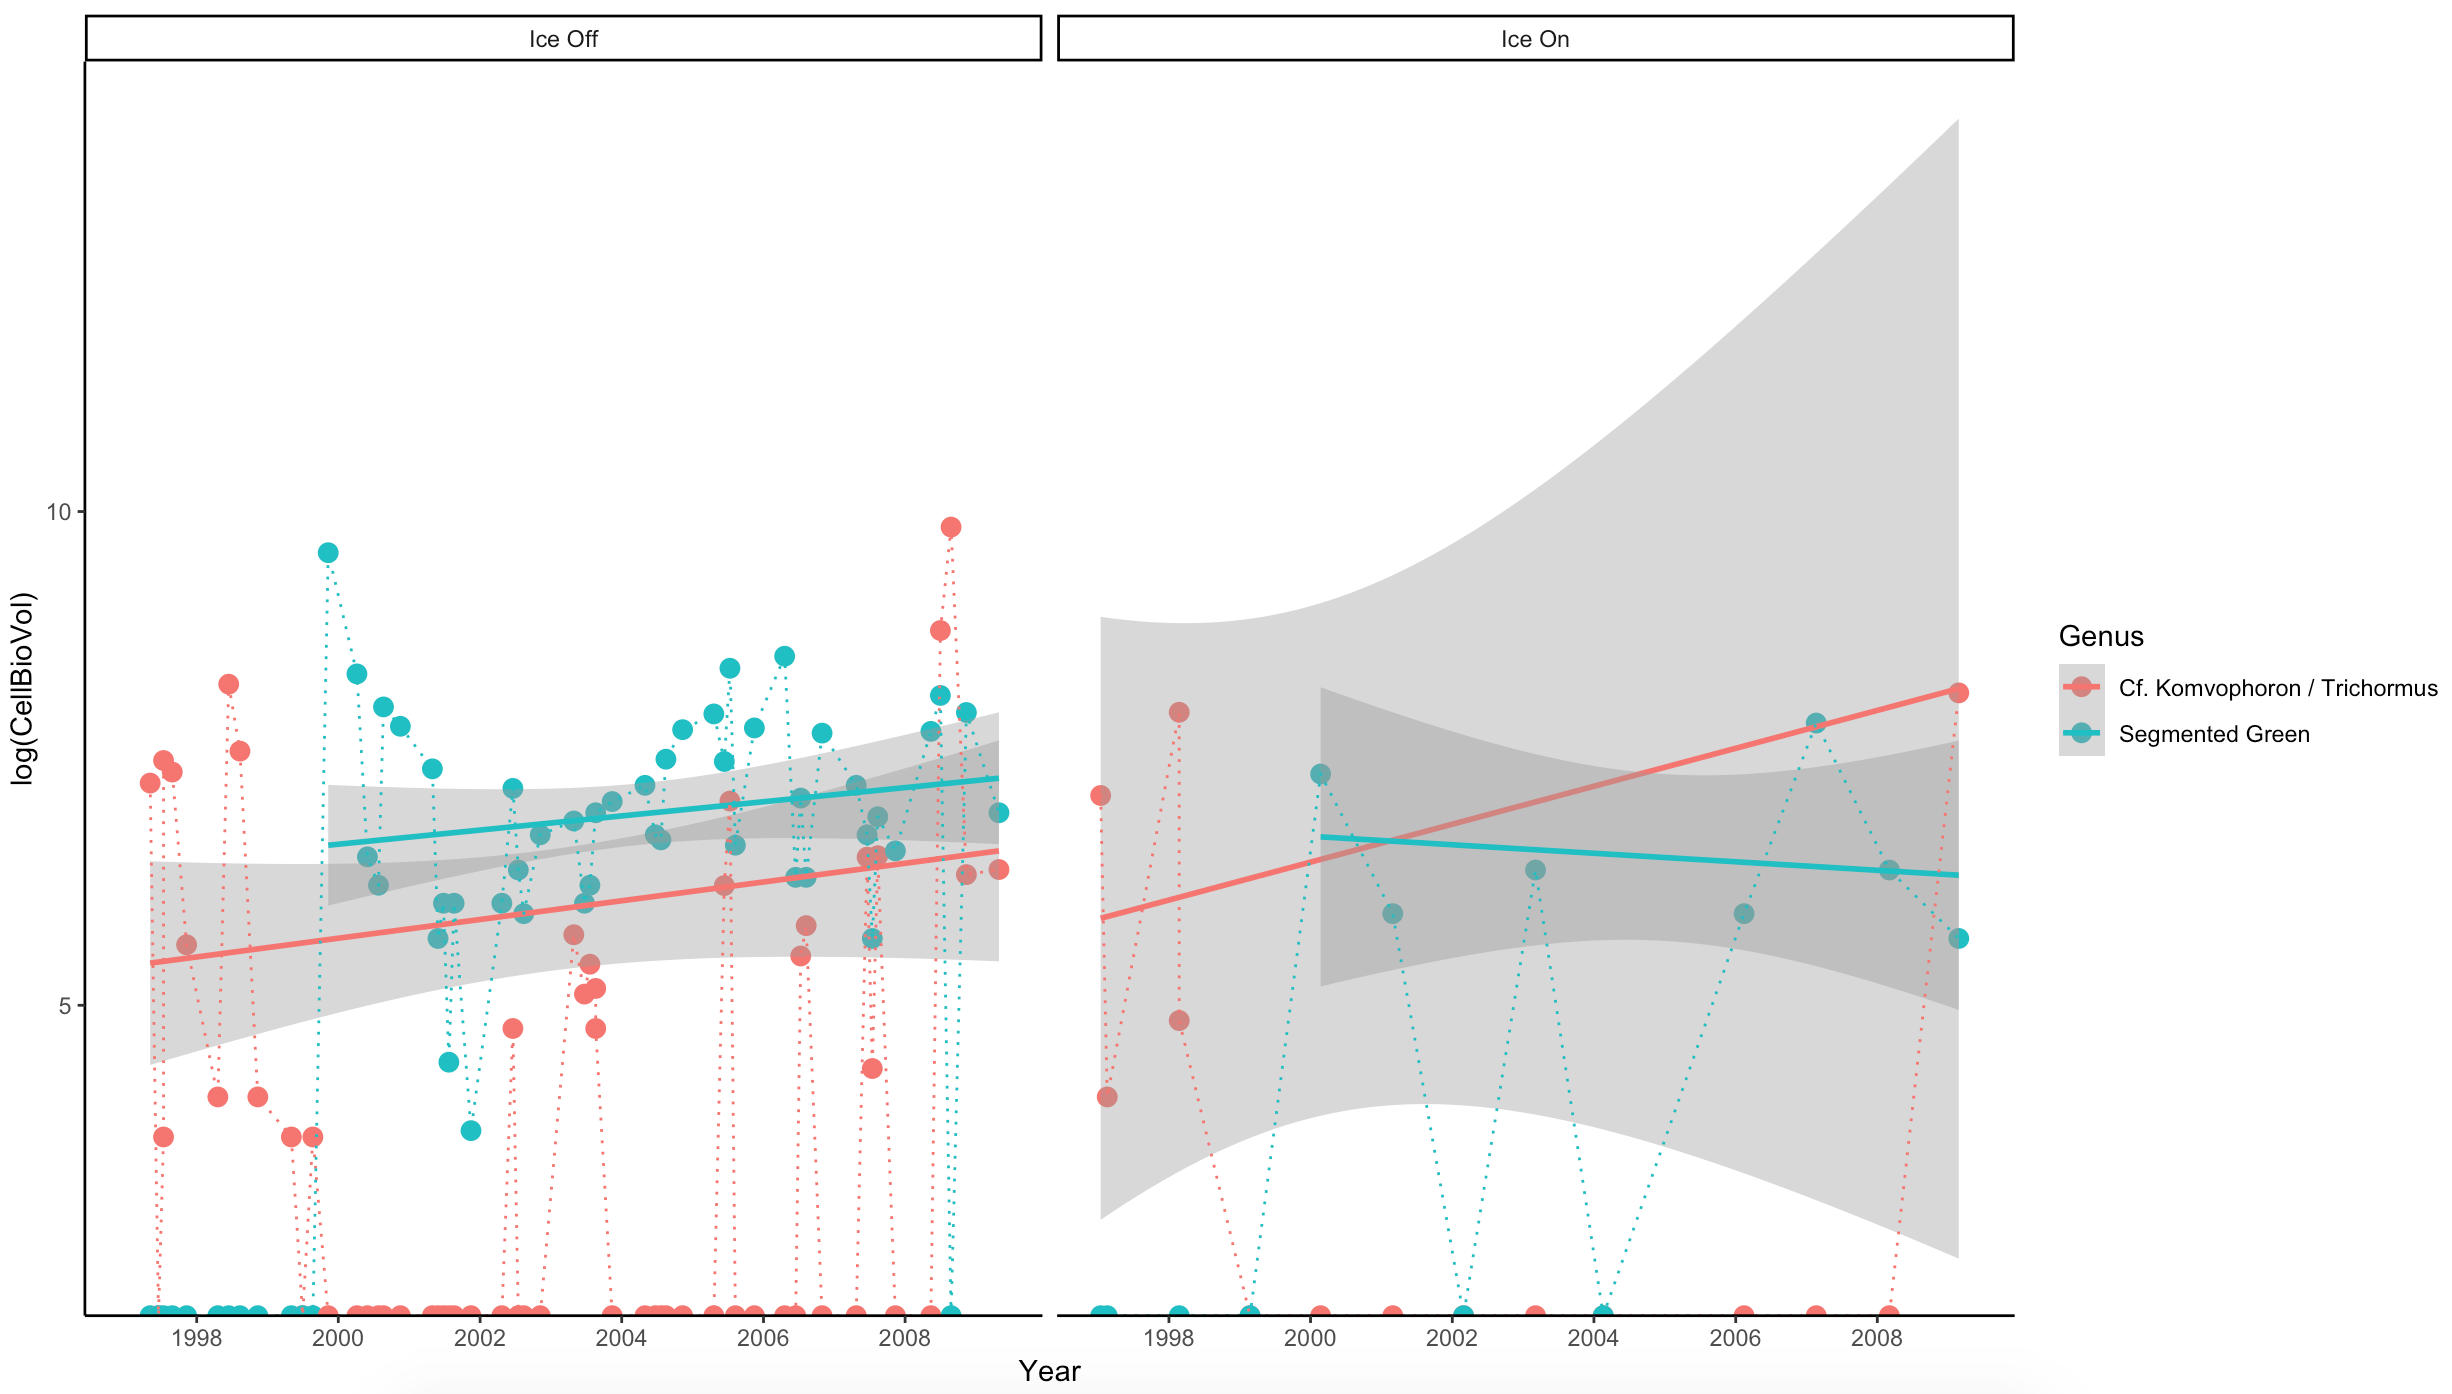 Ice Off
Ice On
log(CellBioVol)
10
5
1998 2000 2002 2004 2006 2008
1998 2000 2002 2004 2006 2008
Year
Genus
Cf. Komvophoron / Trichormus
Segmented Green